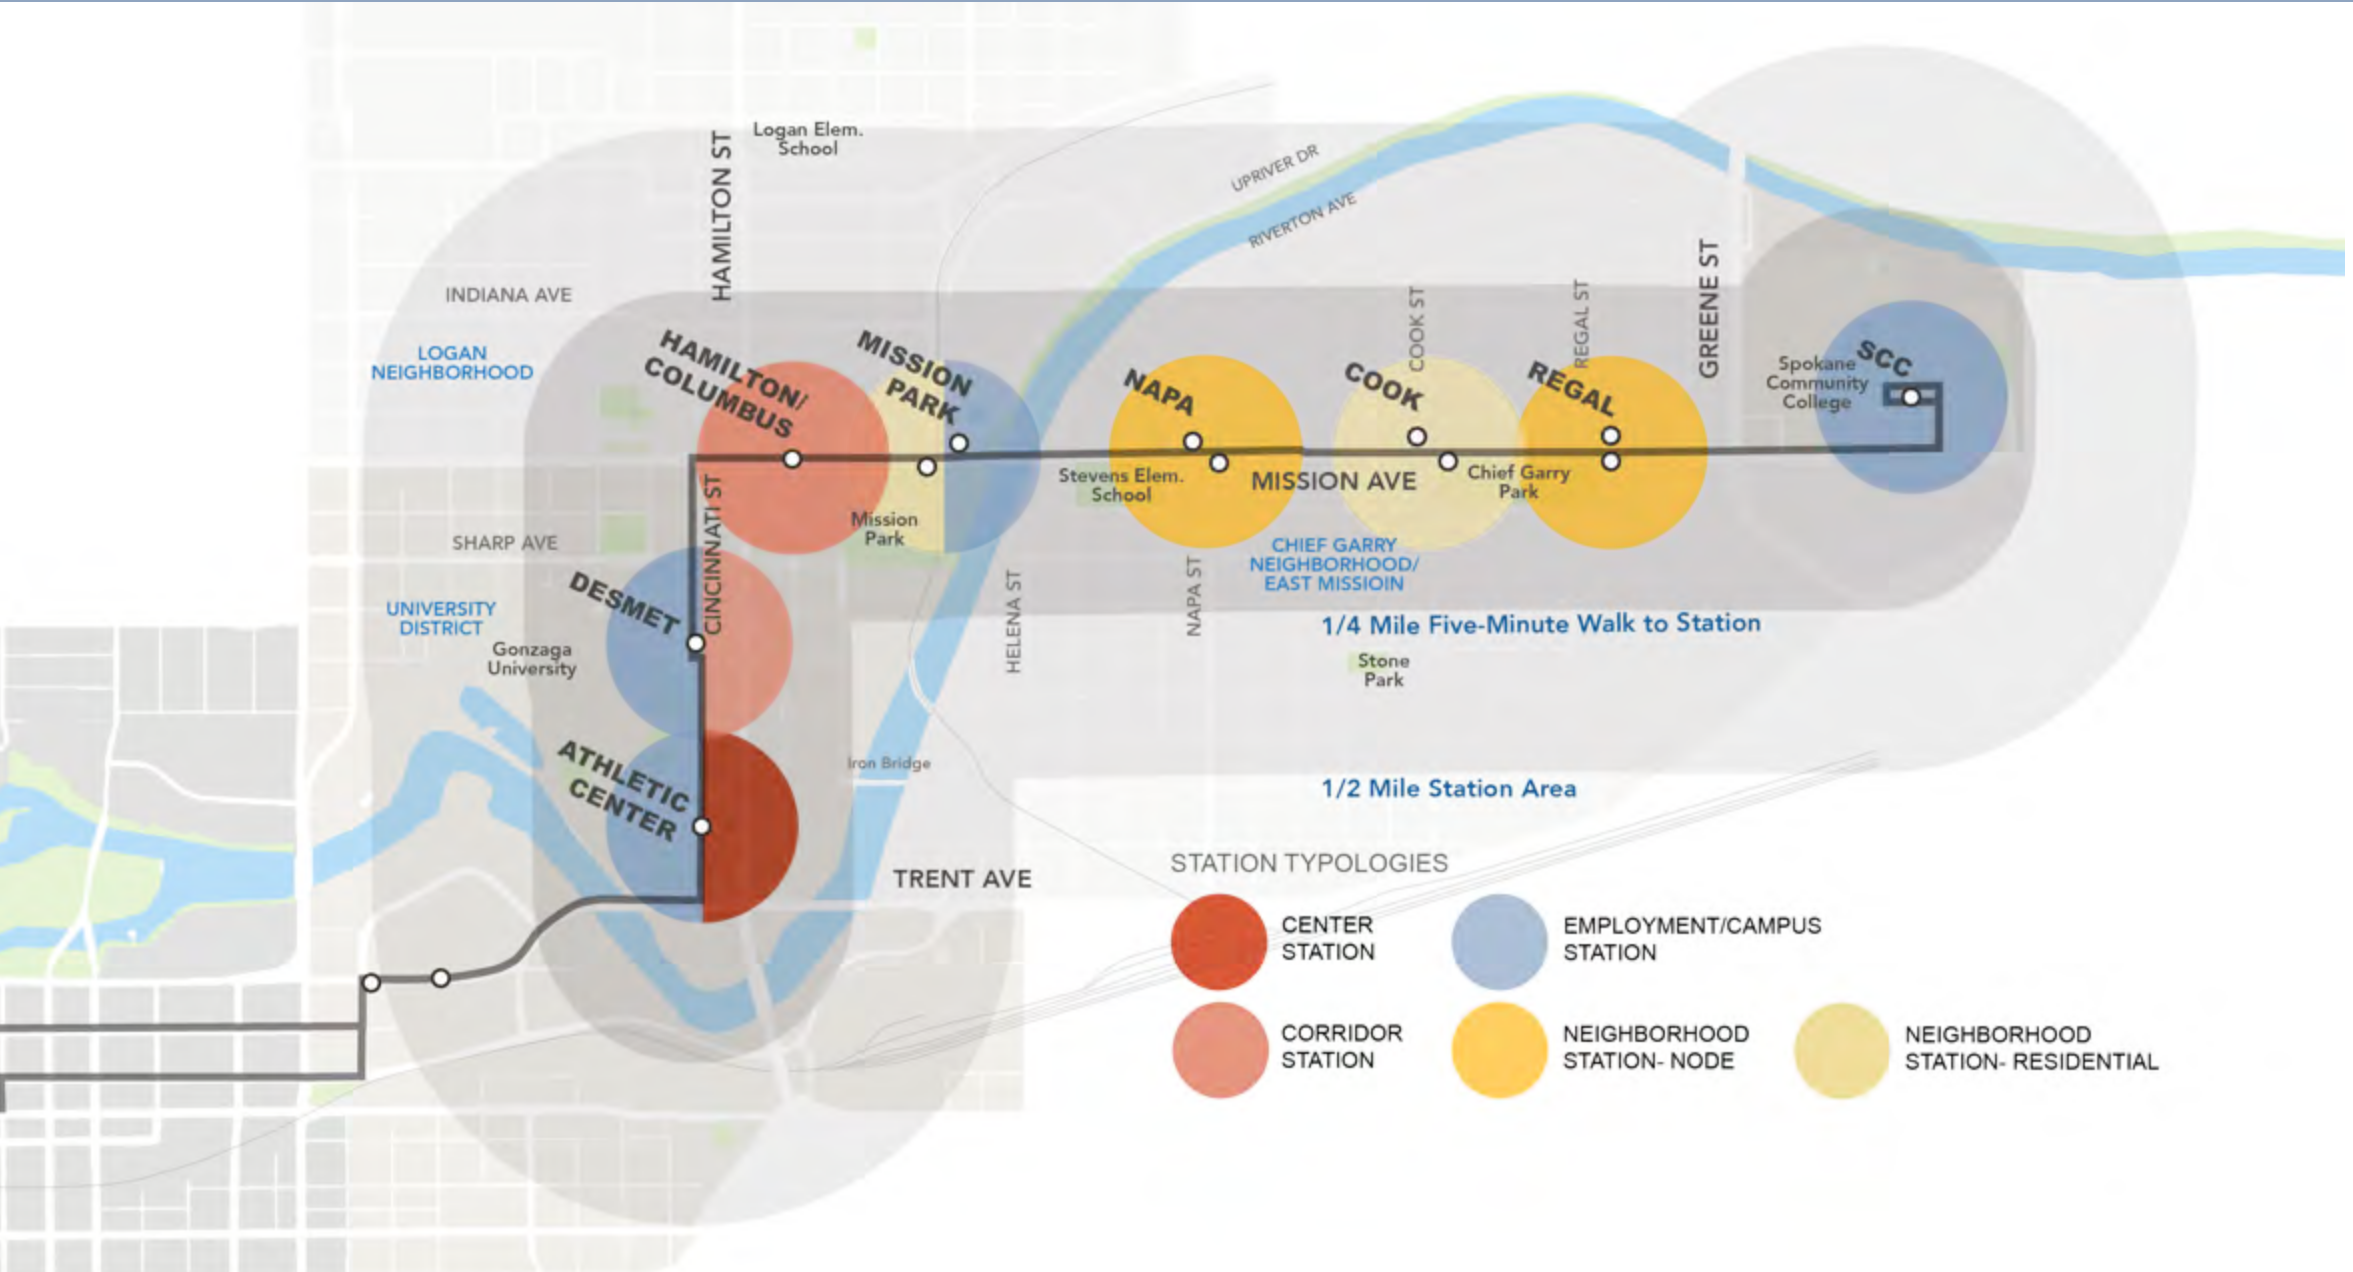 Logan Elem.
School
HAMILTON ST
UPRIVER DR
RIVERTON AVE
INDIANA AVE
LOGAN
NEIGHBORHOOD
HAMILTON/
COLUMBUS
MISSION
PARK
NAPA
COOK
COOK ST
REGAL
REGAL ST
GREENE ST
Spokane
Community
College
SCC
Stevens Elem.
School
MISSION AVE
Chief Garry
Park
CINCINNATI ST
Mission
Park
SHARP AVE
CHIEF GARRY
NEIGHBORHOOD/
EAST MISSIOIN
DESMET
UNIVERSITY
DISTRICT
Gonzaga
University
HELENA ST
NAPA ST
1/4 Mile Five-Minute Walk to Station
Stone
Park
ATHLETIC
CENTER
Iron Bridge
1/2 Mile Station Area
TRENT AVE
STATION TYPOLOGIES
CENTER
STATION
EMPLOYMENT/CAMPUS
STATION
CORRIDOR
STATION
NEIGHBORHOOD
STATION- NODE
NEIGHBORHOOD
STATION- RESIDENTIAL